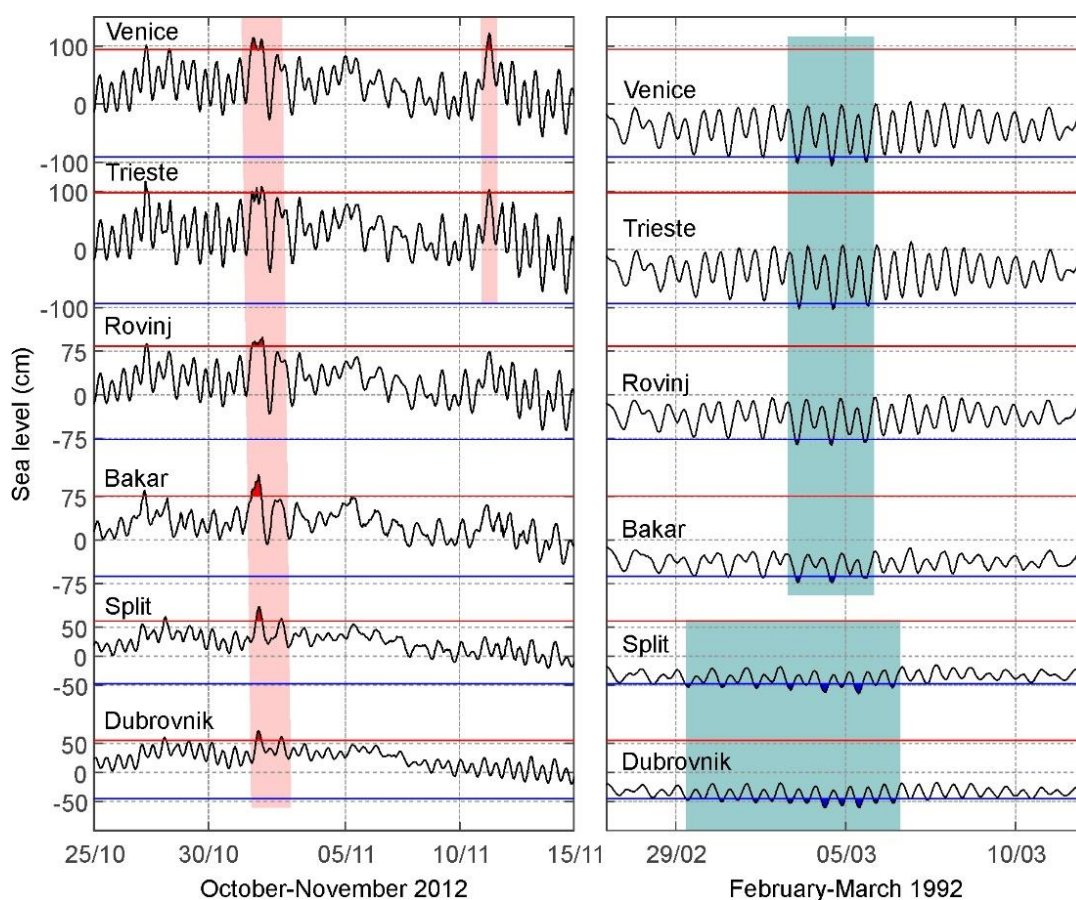 Sea level (cm)
Venice
100
0
-100
Trieste
100
0
-100
Rovinj
75
0
-75
Bakar
75
0
-75
Split
50
0
-50
Dubrovnik
50
0
-50
25/10 30/10 05/11 10/11 15/11
October-November 2012
Venice
Trieste
Rovinj
Bakar
Split
Dubrovnik
29/02 05/03 10/03
February-March 1992